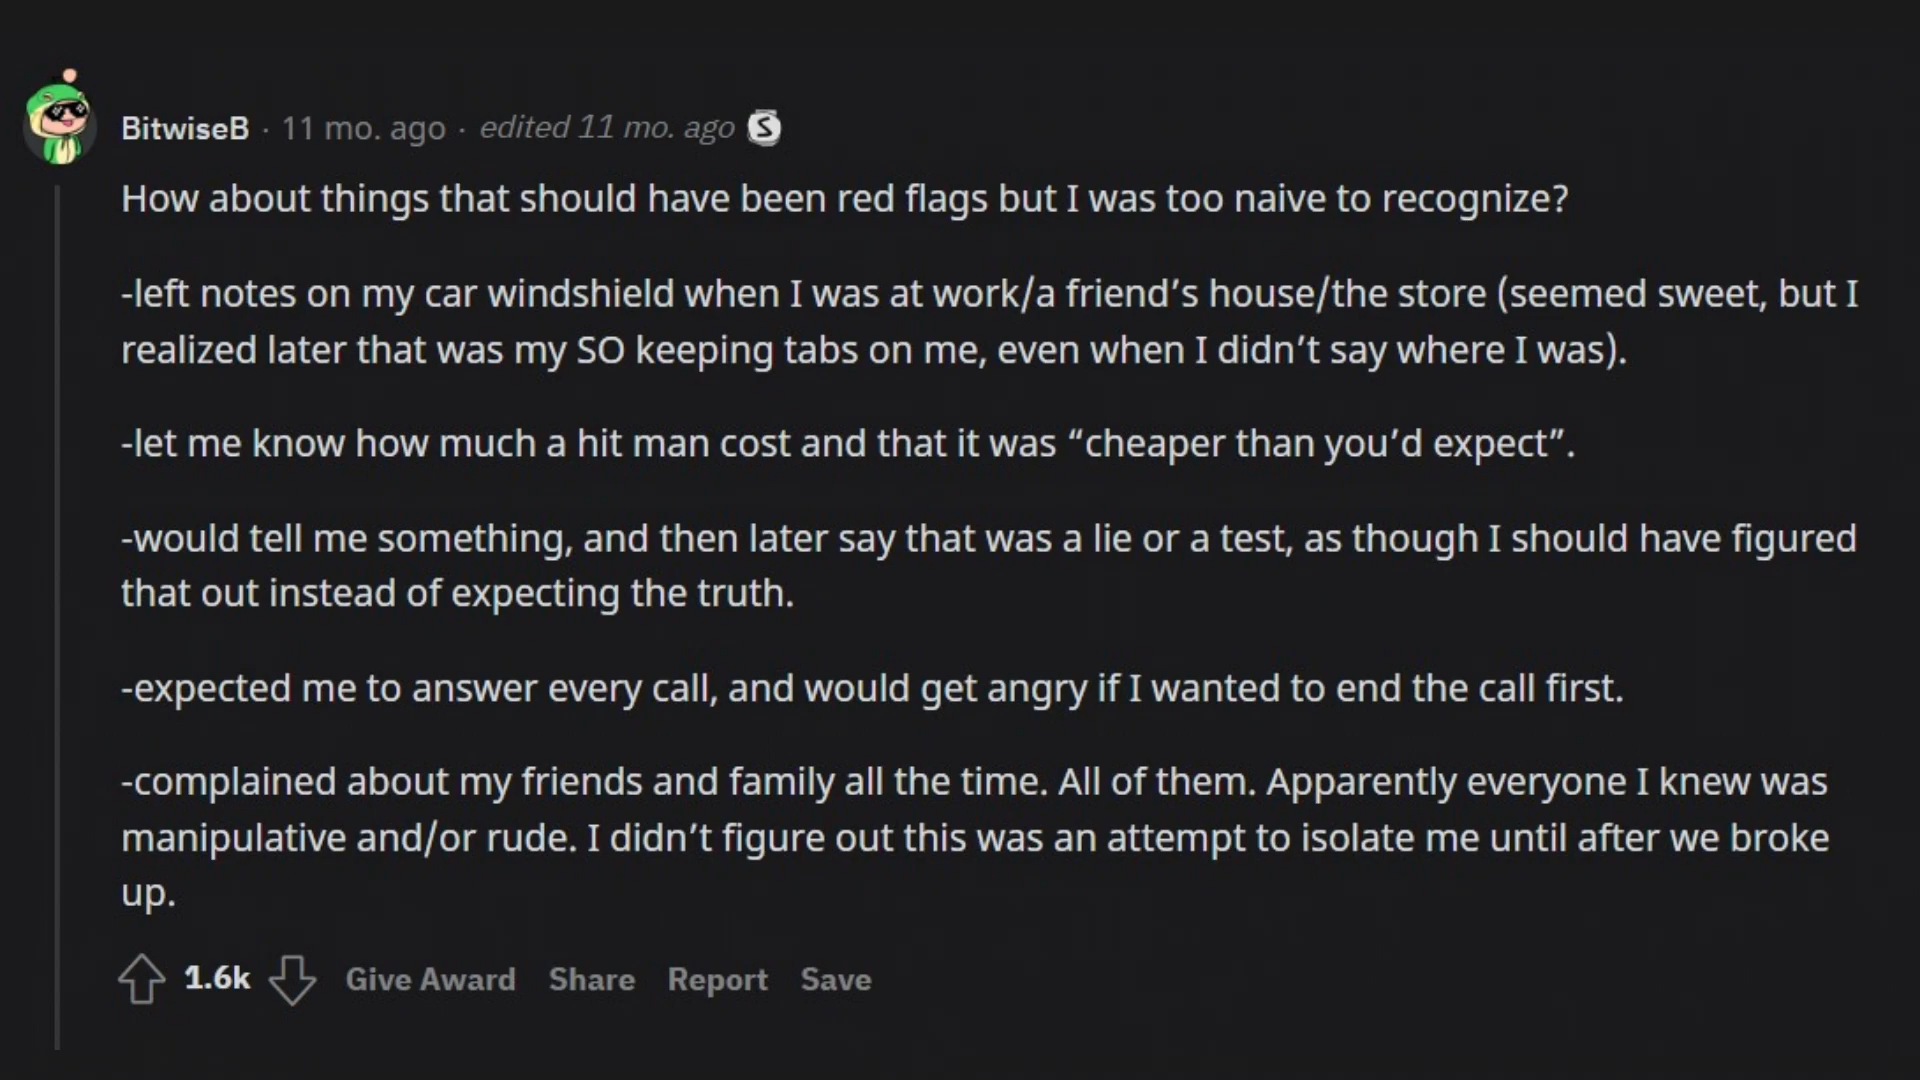 BitwiseB · 11 mo. ago · edited 11 mo. ago
How about things that should have been red flags but I was too naive to recognize?
-left notes on my car windshield when I was at work/a friend’s house/the store (seemed sweet, but I
realized later that was my SO keeping tabs on me, even when I didn’t say where I was).
-let me know how much a hit man cost and that it was “cheaper than you’d expect”.
-would tell me something, and then later say that was a lie or a test, as though I should have figured
that out instead of expecting the truth.
-expected me to answer every call, and would get angry if I wanted to end the call first.
-complained about my friends and family all the time. All of them. Apparently everyone I knew was
manipulative and/or rude. I didn’t figure out this was an attempt to isolate me until after we broke
up.
1.6k Give Award Share Report Save